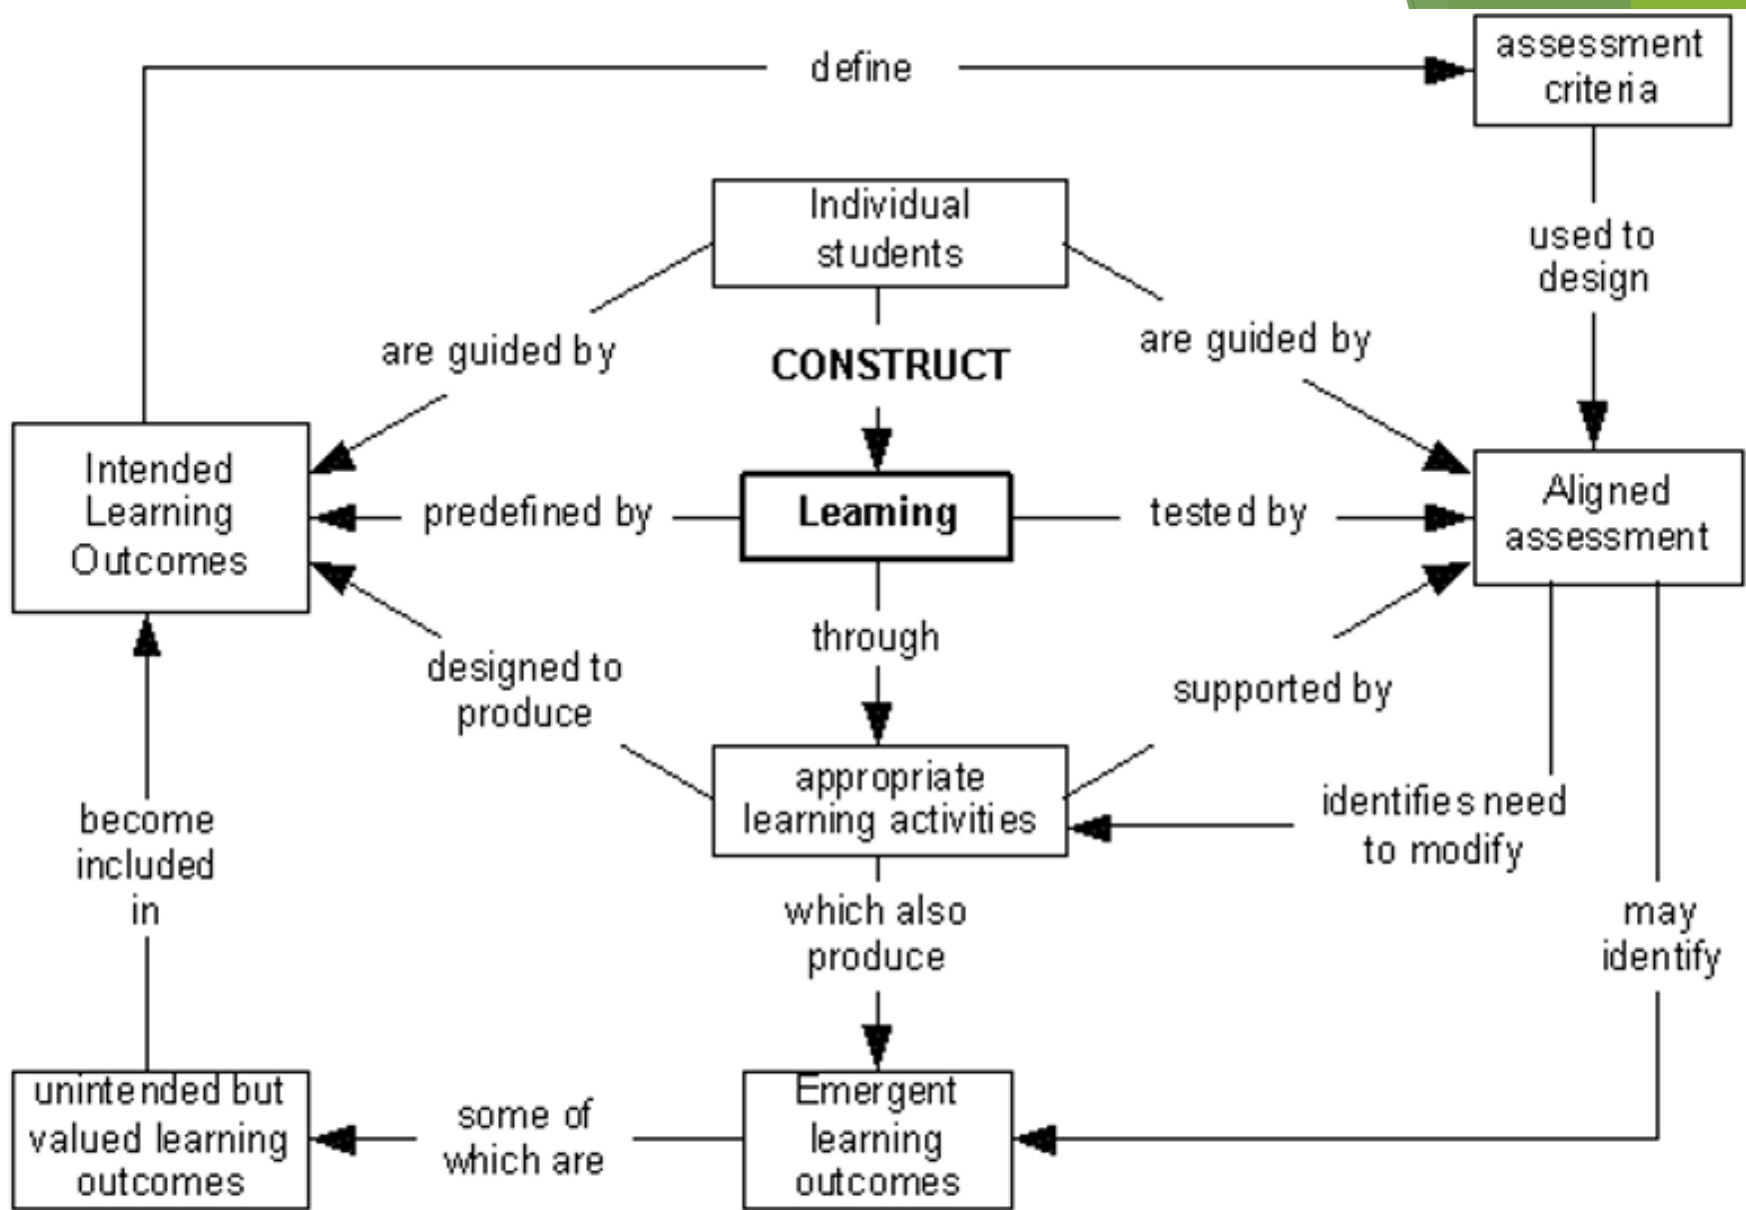 define
assessment
criteria
Individual
students
used to
design
are guided by
CONSTRUCT
are guided by
Intended
Learning
Outcomes
predefined by
Learning
tested by
Aligned
assessment
through
designed to
produce
supported by
appropriate
learning activities
identifies need
to modify
become
included
in
which also
produce
may
identify
unintended but
valued learning
outcomes
some of
which are
Emergent
learning
outcomes